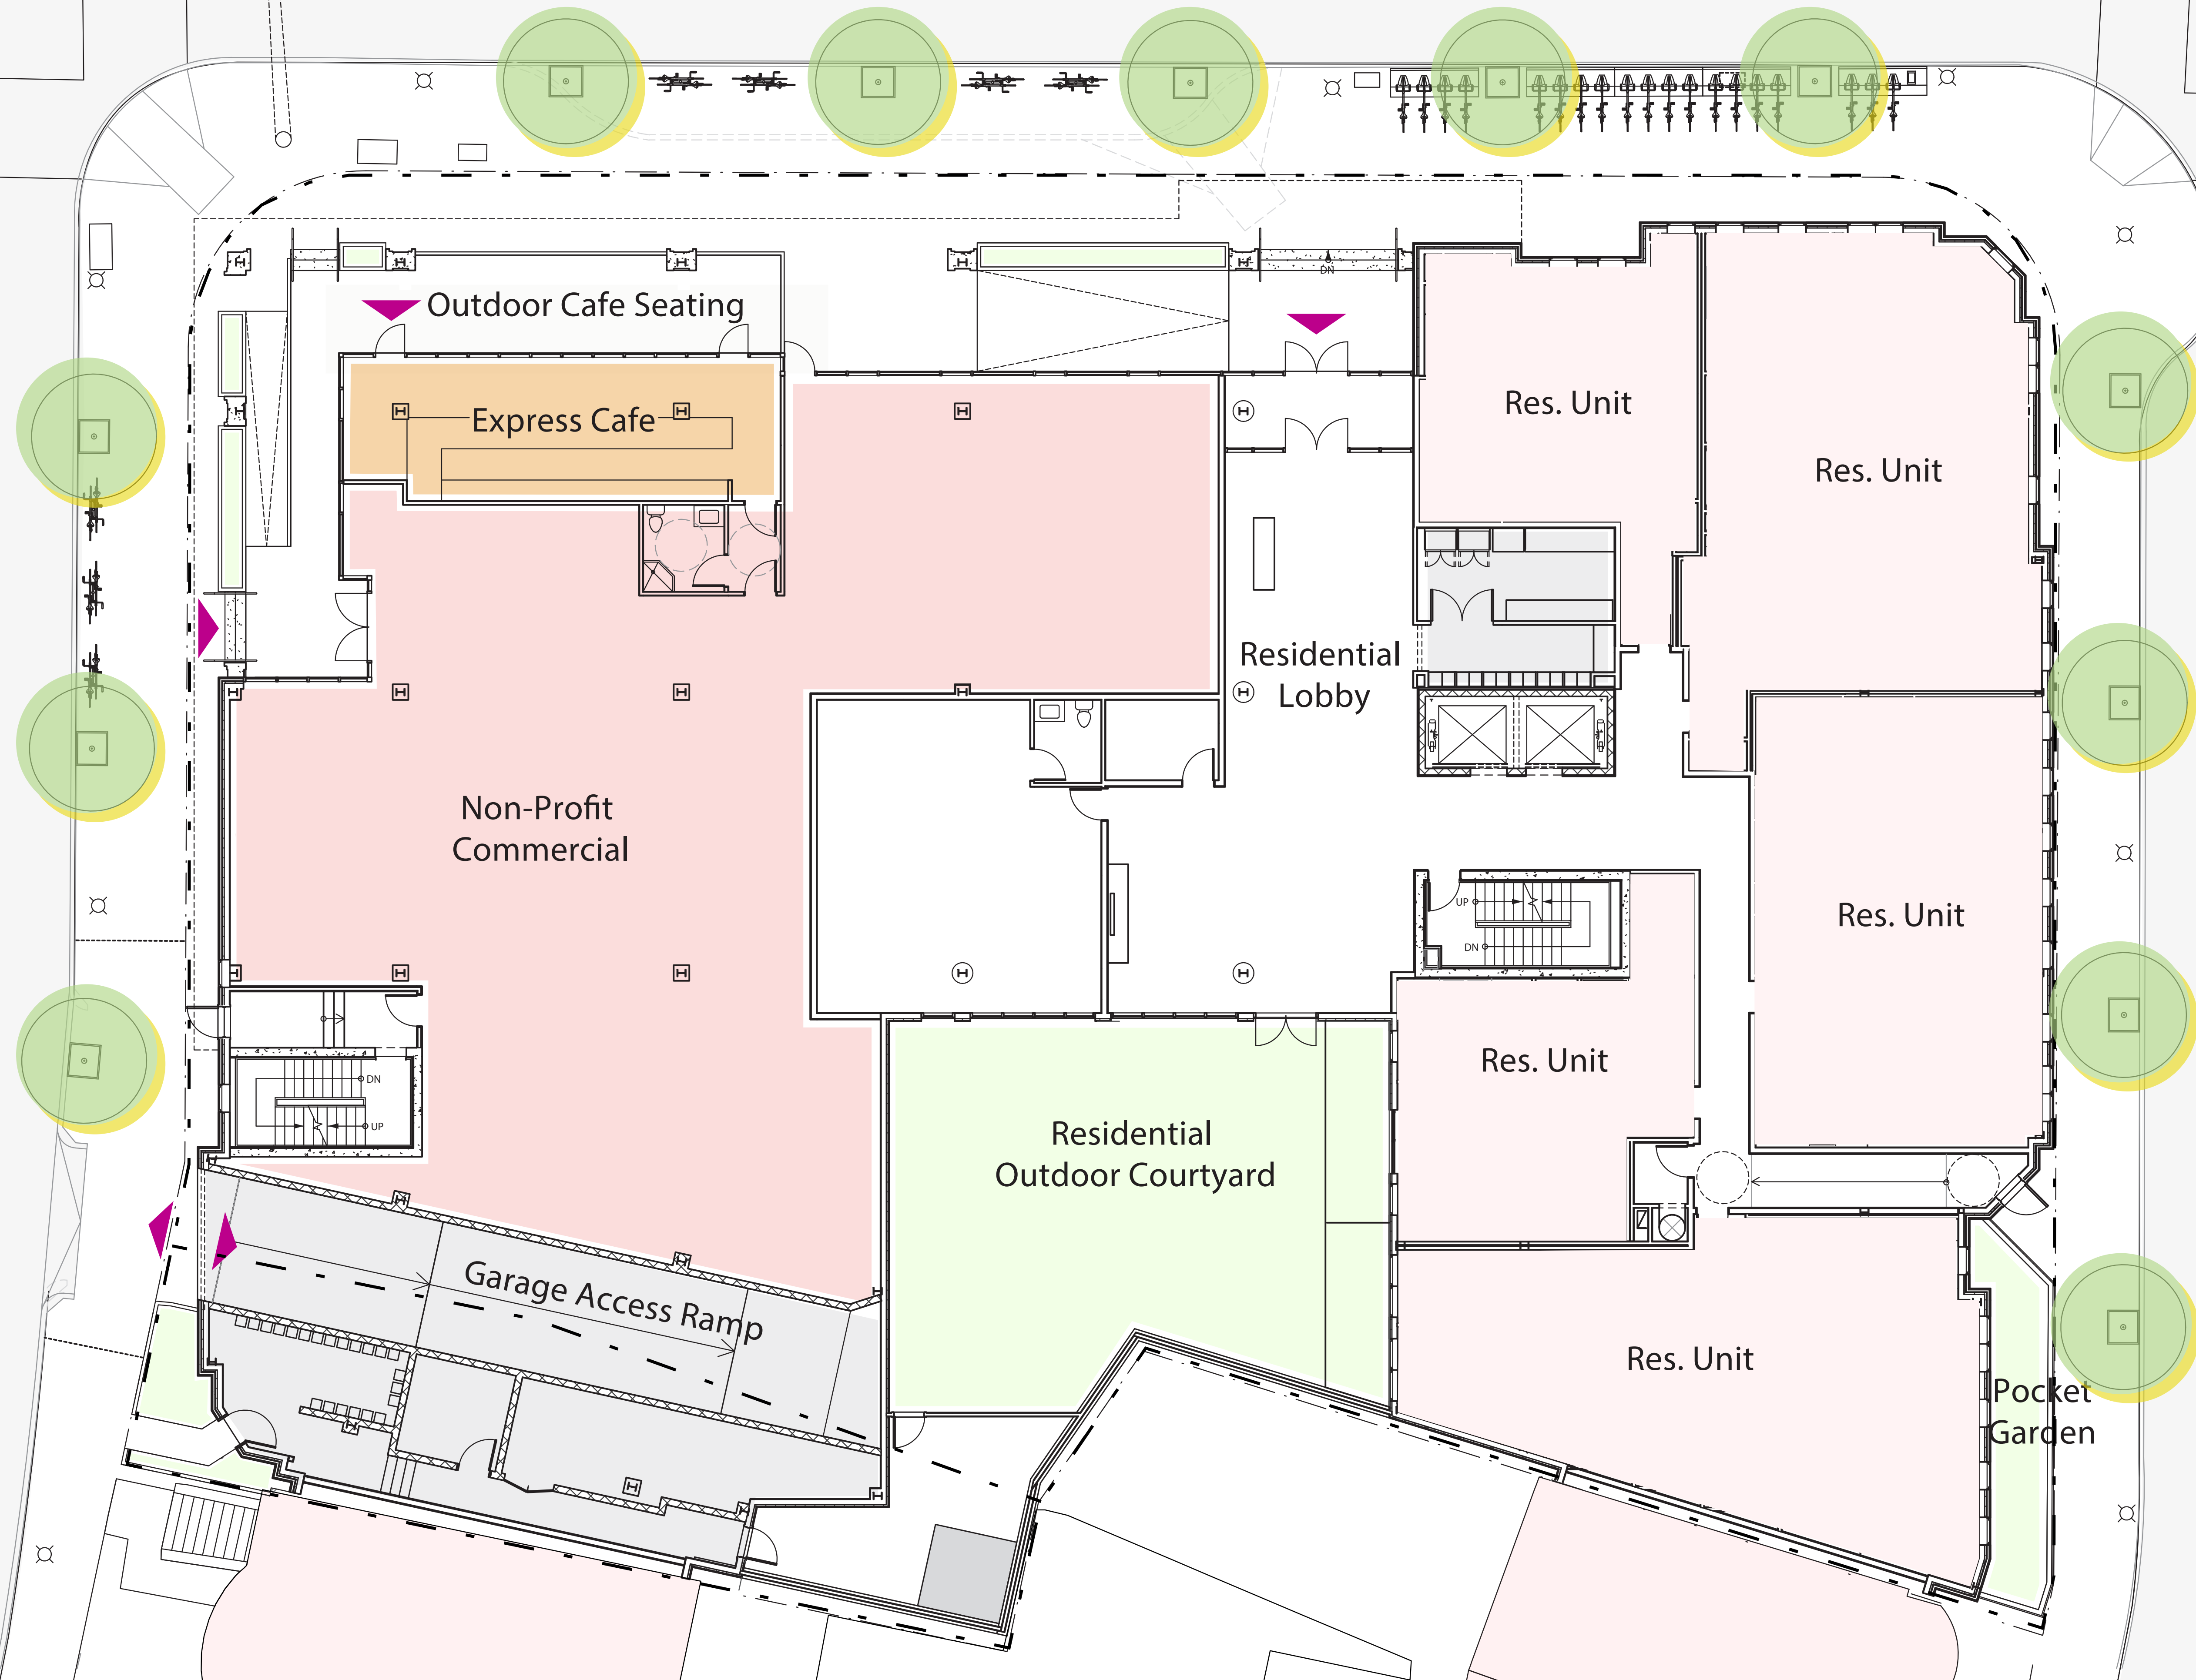 DN
Outdoor Cafe Seating
Express Cafe
Res. Unit
Res. Unit
Residential
Lobby
Non-Profit
Commercial
UP
DN
Res. Unit
Res. Unit
DN
UP
Residential
Outdoor Courtyard
Garage Access Ramp
Res. Unit
Pocket
Garden